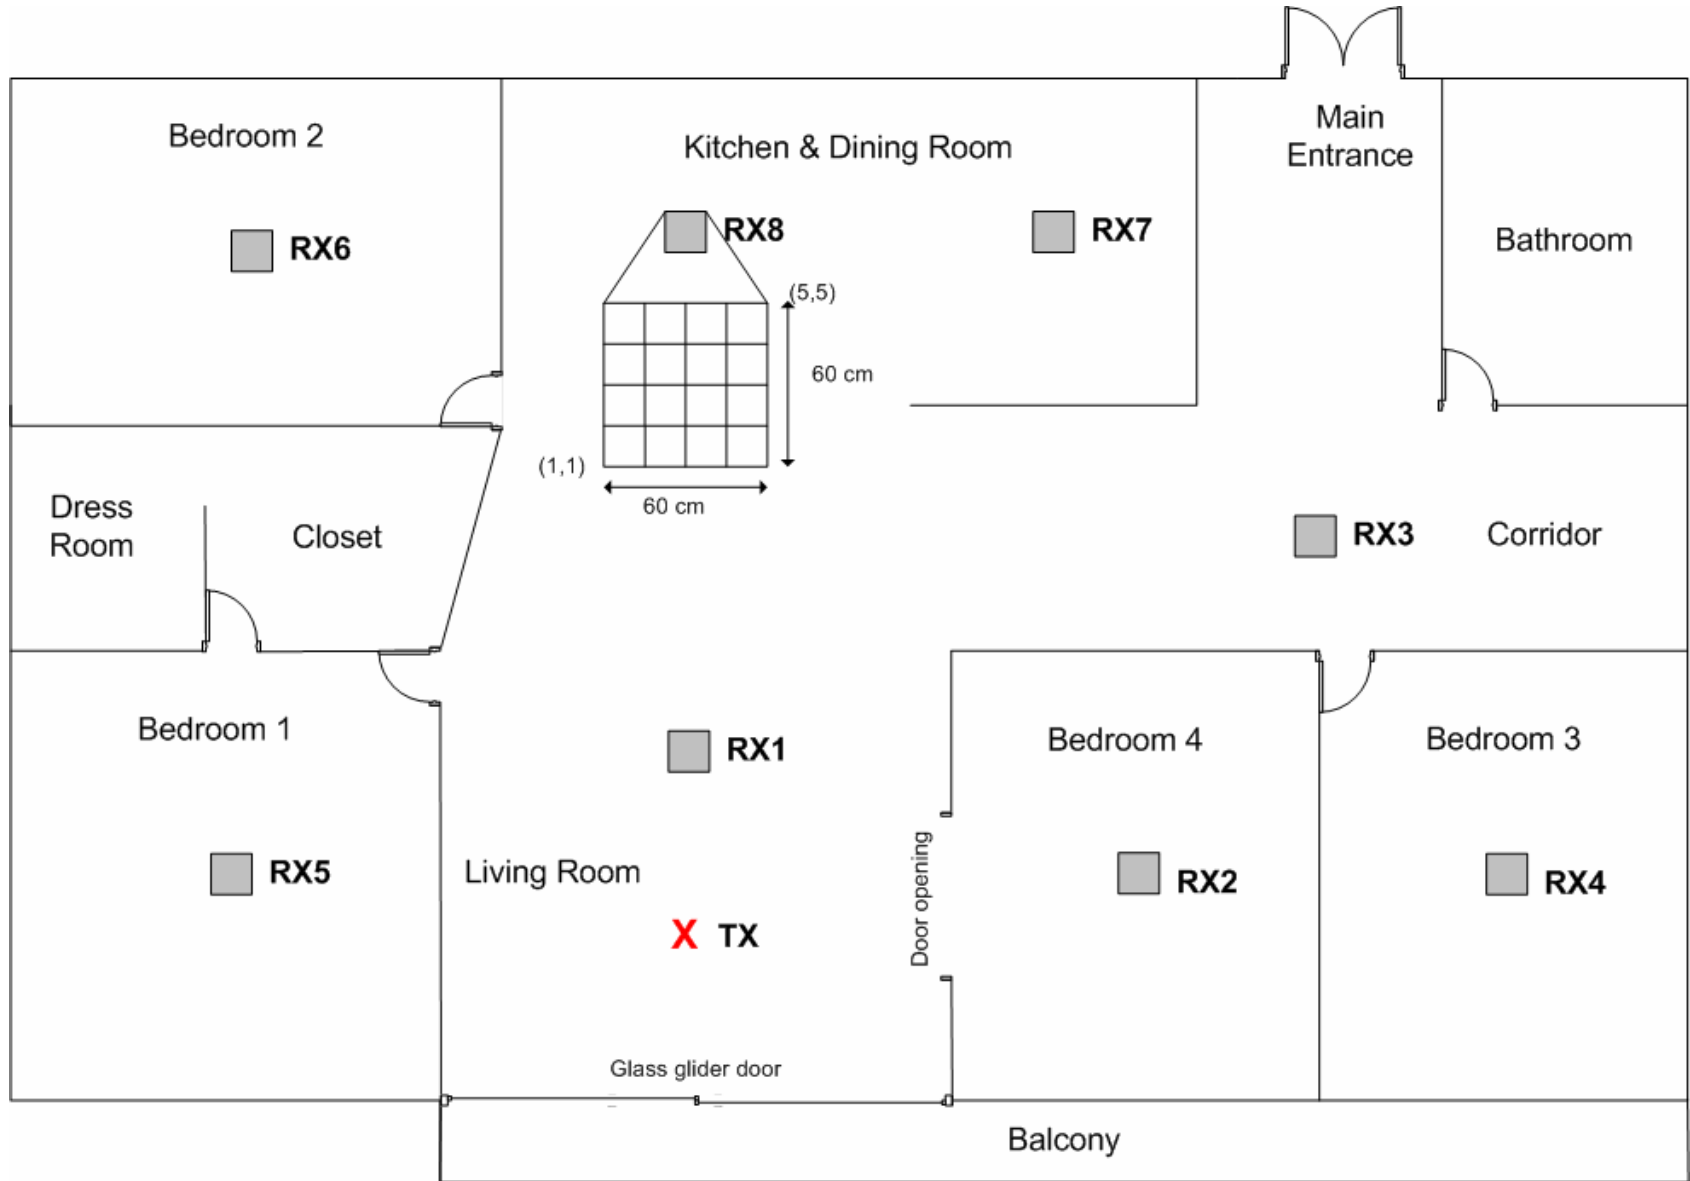 Main
Entrance
Bedroom 2
Kitchen & Dining Room
RX6
RX8
RX7
Bathroom
(5,5)
60 cm
(1,1)
60 cm
Dress
Room
Closet
RX3
Corridor
Bedroom 1
RX1
Bedroom 4
Bedroom 3
RX5
Living Room
Door opening
RX2
RX4
X TX
Glass glider door
Balcony